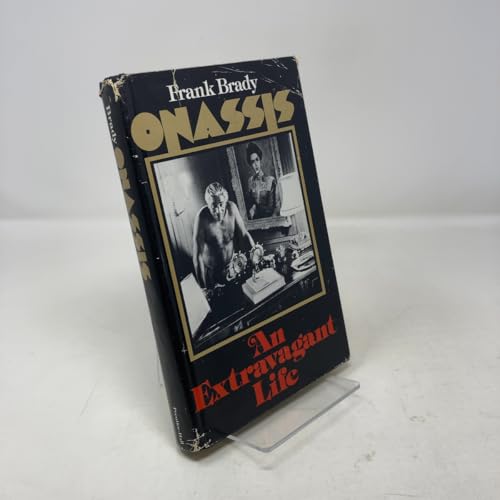 Frank Brady
ONASSIS
An
Extravagant
Life
Brady
ONASSIS